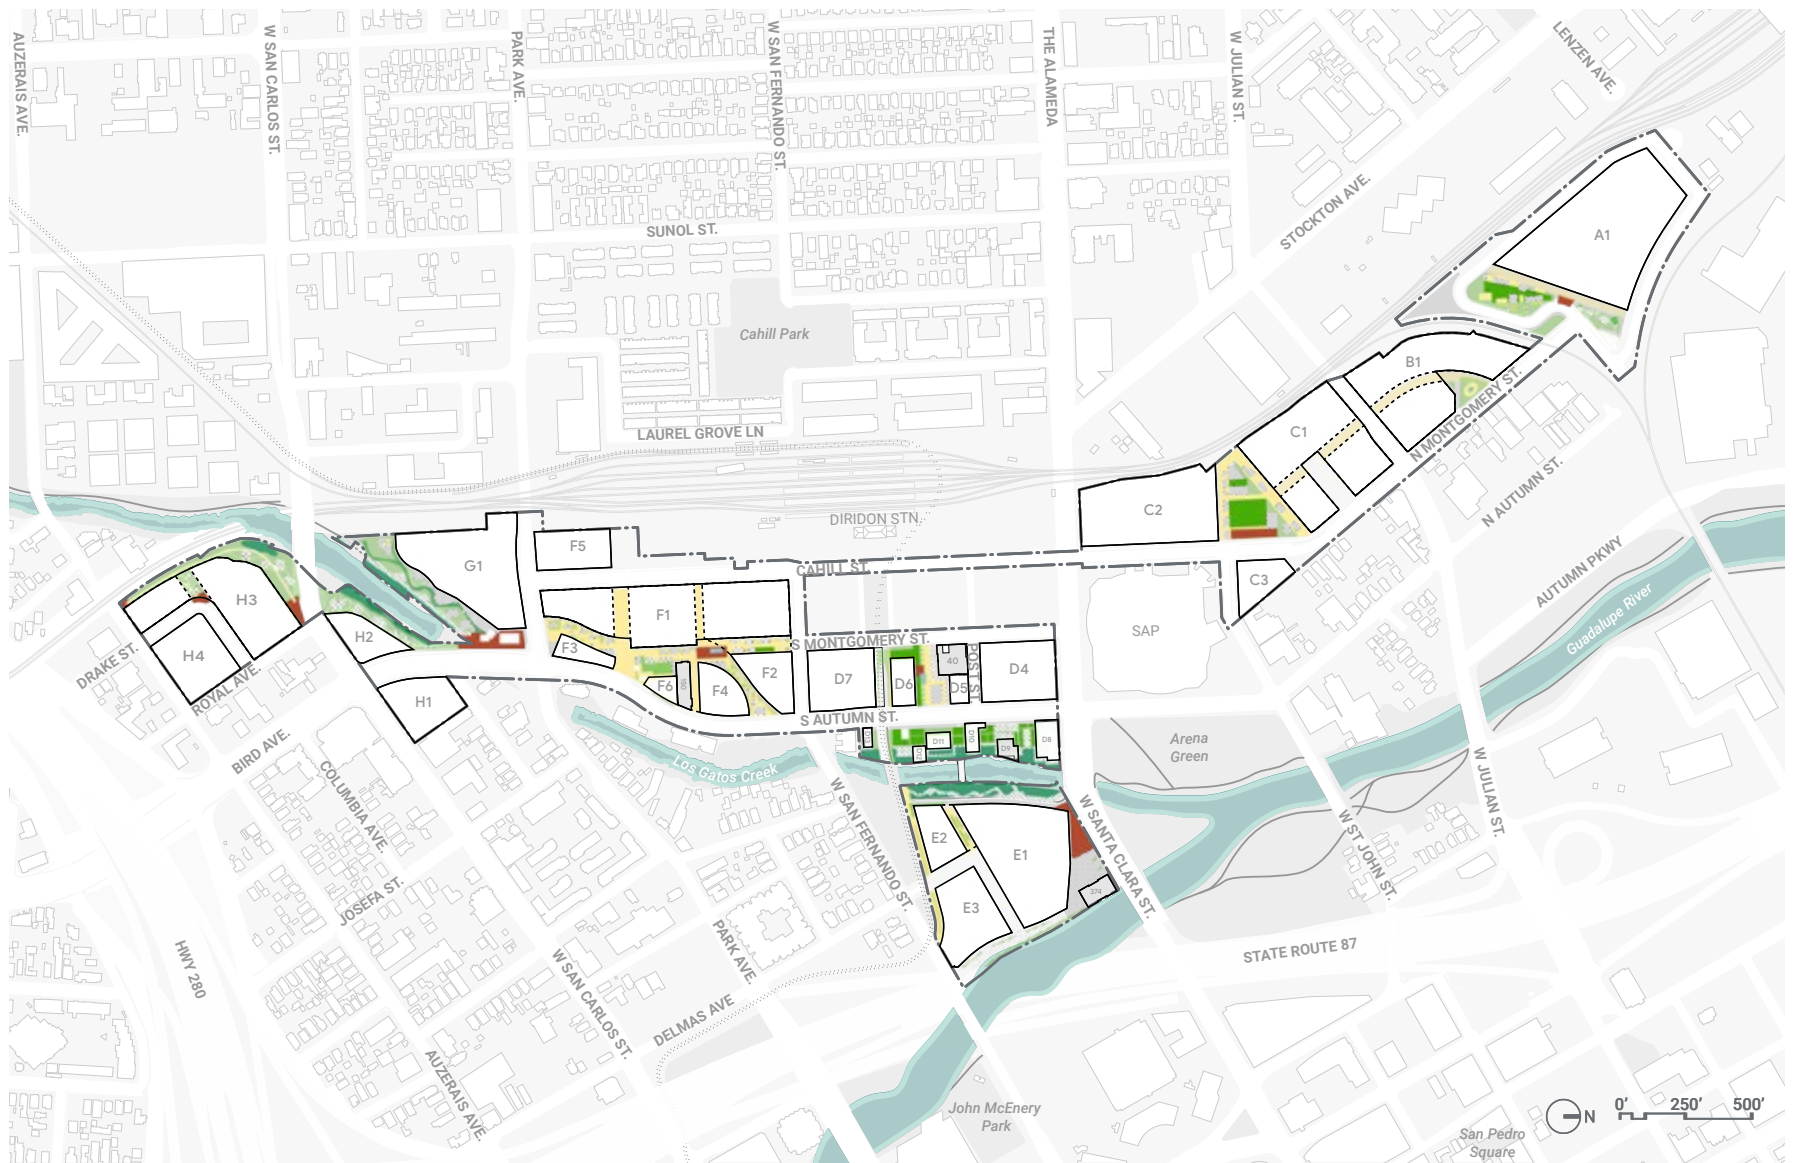 AUZERAIS AVE.
W SAN CARLOS ST.
PARK AVE.
W SAN FERNANDO ST.
THE ALAMEDA
W JULIAN ST.
LENZEN AVE.
STOCKTON AVE.
SUNOL ST.
A1
Cahill Park
B1
N MONTGOMERY ST.
C1
LAUREL GROVE LN
N AUTUMN ST.
C2
DIRIDON STN.
F5
G1
CAHILL ST.
C3
AUTUMN PKWY
Guadalupe River
H3
F1
SAP
H2
S MONTGOMERY ST.
F3
H4
DRAKE ST.
40
POST ST.
D4
F2
D7
D6
D5
F6
F4
ROYAL AVE.
H1
S AUTUMN ST.
BIRD AVE.
D11
D10
D9
D8
Arena
Green
Los Gatos Creek
COLUMBIA AVE.
W SAN FERNANDO ST.
W SANTA CLARA ST.
W ST JOHN ST.
W JULIAN ST.
E2
E1
E3
374
JOSEFA ST.
HWY 280
W SAN CARLOS ST.
PARK AVE.
STATE ROUTE 87
DELMAS AVE
AUZERAIS AVE.
John McEnery
Park
San Pedro
Square
N
0' 250' 500'